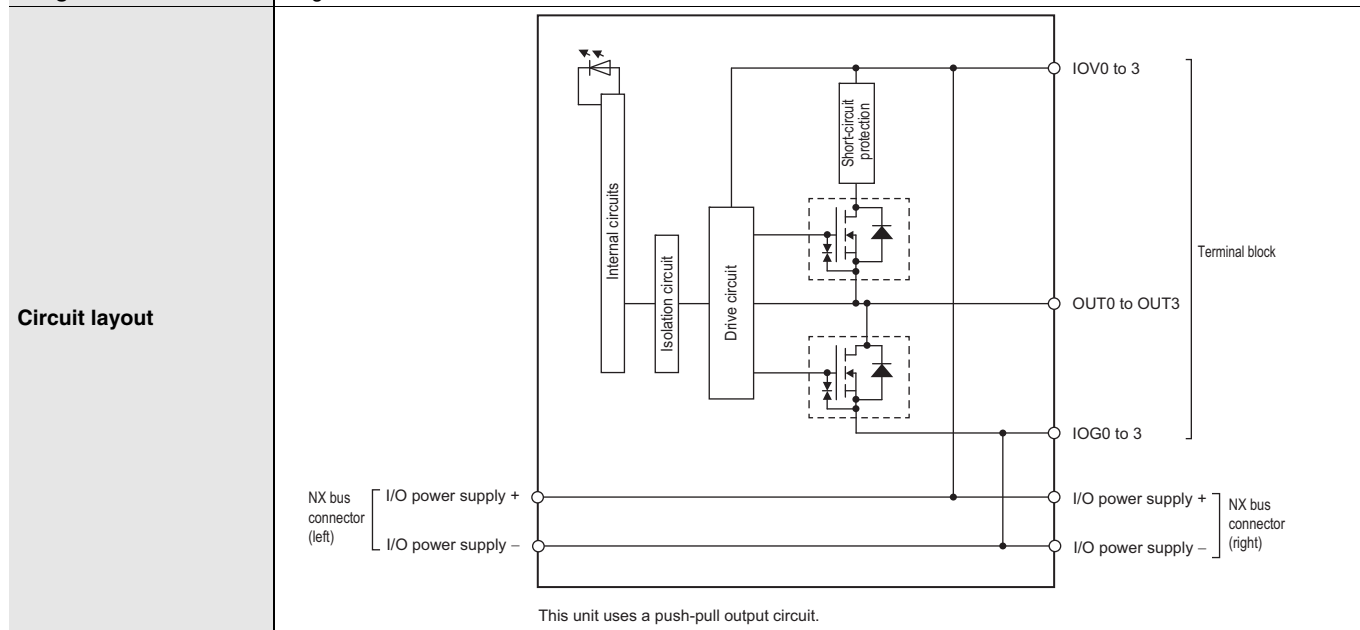 Circuit layout
IOV0 to 3
Short-circuit
protection
Internal circuits
Isolation circuit
Drive circuit
Terminal block
OUT0 to OUT3
IOG0 to 3
NX bus
connector
(left)
I/O power supply +
I/O power supply –
I/O power supply +
I/O power supply –
NX bus
connector
(right)
This unit uses a push-pull output circuit.